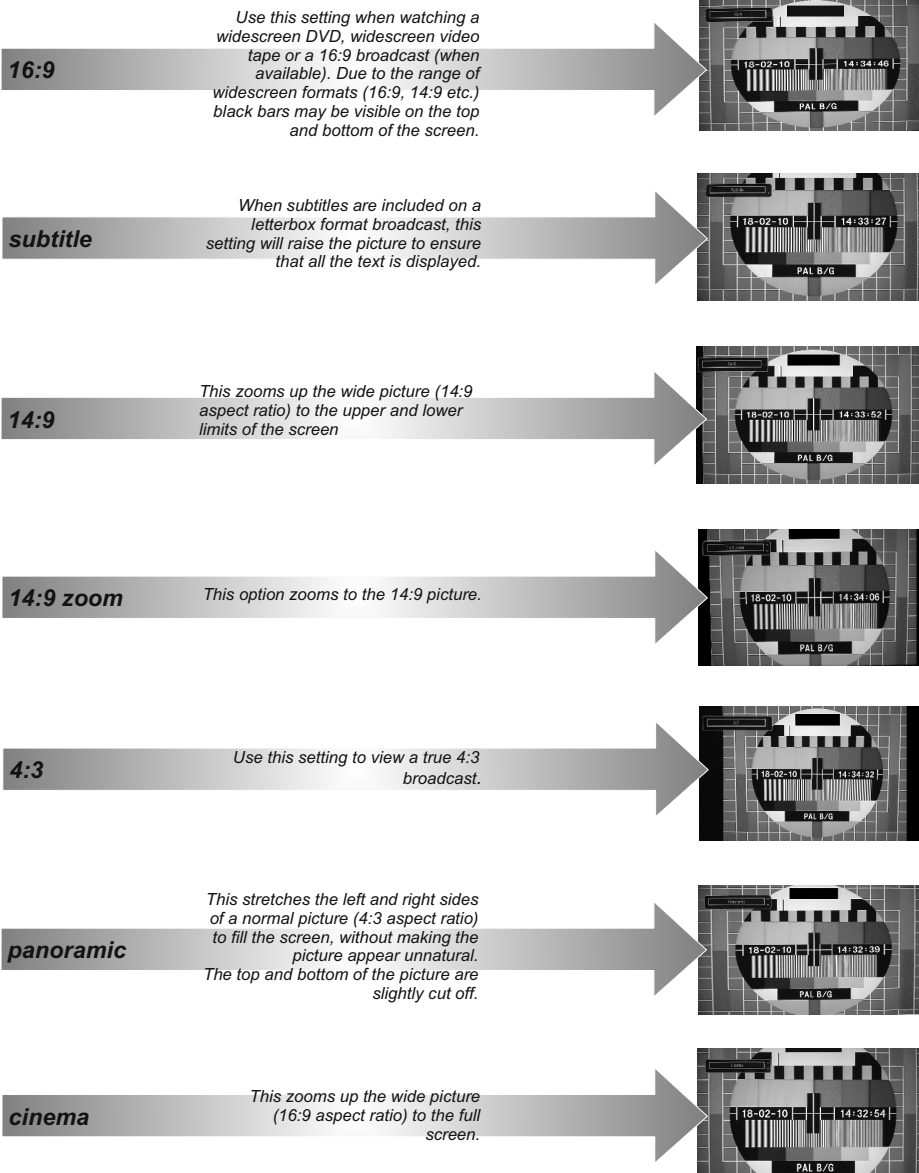 16:9
Use this setting when watching a
widescreen DVD, widescreen video
tape or a 16:9 broadcast (when
available). Due to the range of
widescreen formats (16:9, 14:9 etc.)
black bars may be visible on the top
and bottom of the screen.
18-02-10 14:34:46
PAL B/G
subtitle
When subtitles are included on a
letterbox format broadcast, this
setting will raise the picture to ensure
that all the text is displayed.
18-02-10 14:33:27
PAL B/G
14:9
This zooms up the wide picture (14:9
aspect ratio) to the upper and lower
limits of the screen
18-02-10 14:33:52
PAL B/G
14:9 zoom
This option zooms to the 14:9 picture.
18-02-10 14:34:06
PAL B/G
4:3
Use this setting to view a true 4:3
broadcast.
18-02-10 14:34:32
PAL B/G
panoramic
This stretches the left and right sides
of a normal picture (4:3 aspect ratio)
to fill the screen, without making the
picture appear unnatural.
The top and bottom of the picture are
slightly cut off.
18-02-10 14:32:39
PAL B/G
cinema
This zooms up the wide picture
(16:9 aspect ratio) to the full
screen.
18-02-10 14:32:54
PAL B/G